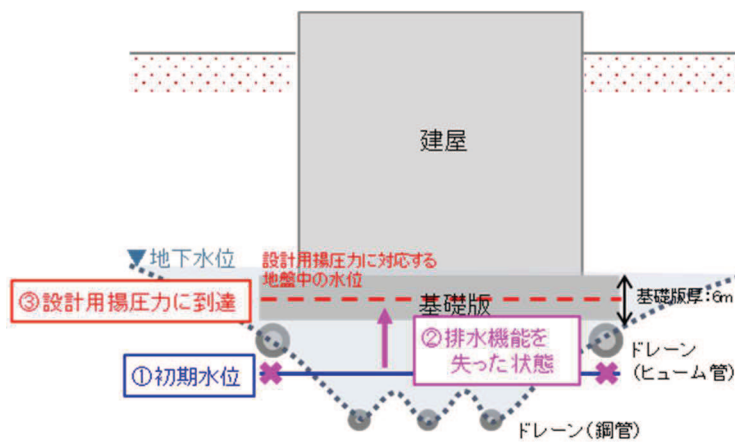 建屋
▼地下水位
設計用揚圧力に対応する
地盤中の水位
③設計用揚圧力に到達
基礎版
基礎版厚:6m
②排水機能を
失った状態
ドレーン
(ヒューム管)
①初期水位
ドレーン(鋼管)